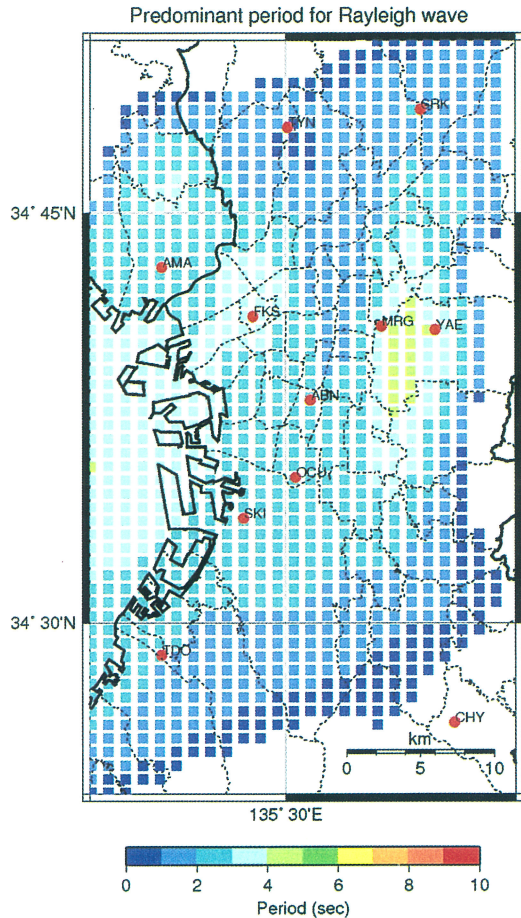 Predominant period for Rayleigh wave
SRK
TYN
34° 45'N
AMA
FKS
MRG
YAE
ABN
OCU
SKI
34° 30'N
TDO
CHY
km
0 5 10
135° 30'E
0 2 4 6 8 10
Period (sec)